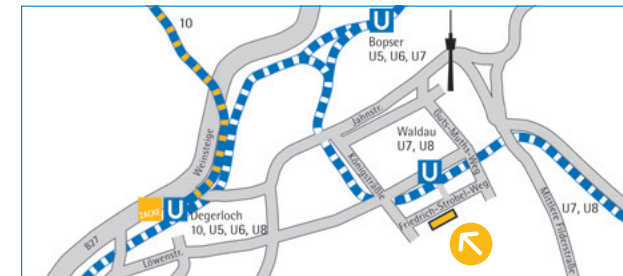 10
U
Bopser
U5, U6, U7
Jahnstr.
Guts-Muths-Weg
Weinsteige
Waldau
U7, U8
U
Königsträßle
ZACKE
U
Degerloch
10, U5, U6, U8
Friedrich-Strobel-Weg
U7, U8
Mittlere Filderstraße
B27
Löwenstr.